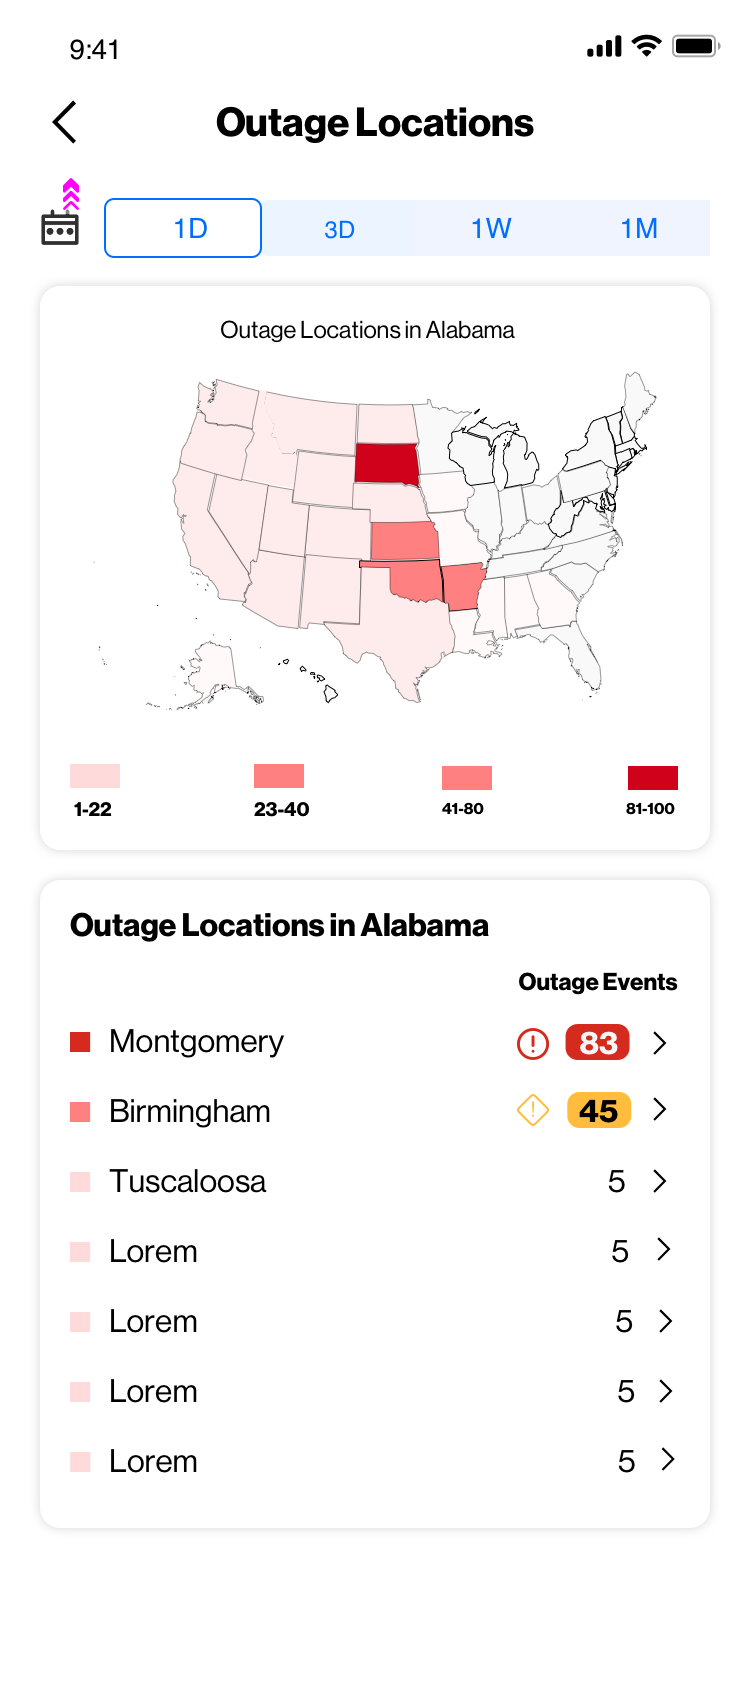 9:41
Outage Locations
1D 3D 1W 1M
Outage Locations in Alabama
1-22 23-40 41-80 81-100
Outage Locations in Alabama
Outage Events
Montgomery 83
Birmingham 45
Tuscaloosa 5
Lorem 5
Lorem 5
Lorem 5
Lorem 5